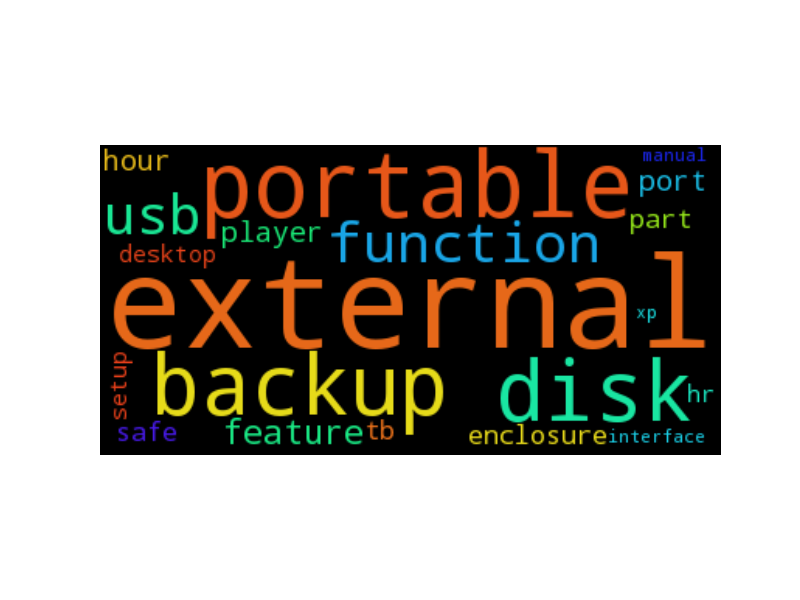 hour
portable
manual
port
usb
player
function
part
desktop
external
xp
setup
backup
disk
hr
safe
feature
tb
enclosure
interface